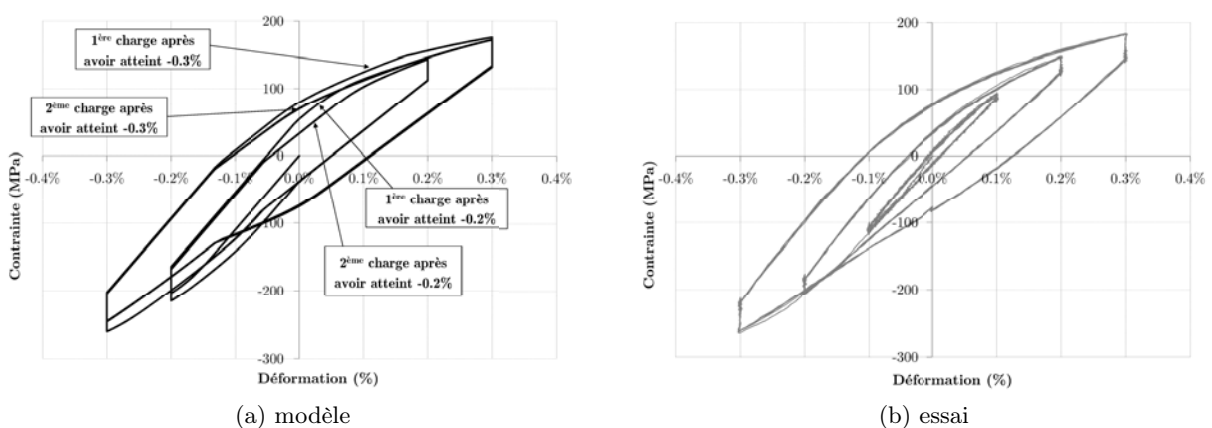 200
1ère charge après
avoir atteint -0.3%
100
2ème charge après
avoir atteint -0.3%
0
-0.4% -0.3% -0.2% -0.1% 0.0% 0.1% 0.2% 0.3% 0.4%
1ère charge après
avoir atteint -0.2%
-100
2ème charge après
avoir atteint -0.2%
-200
-300
Contrainte (MPa)
Déformation (%)
(a) modèle
200
100
0
-0.4% -0.3% -0.2% -0.1% 0.0% 0.1% 0.2% 0.3% 0.4%
-100
-200
-300
Contrainte (MPa)
Déformation (%)
(b) essai